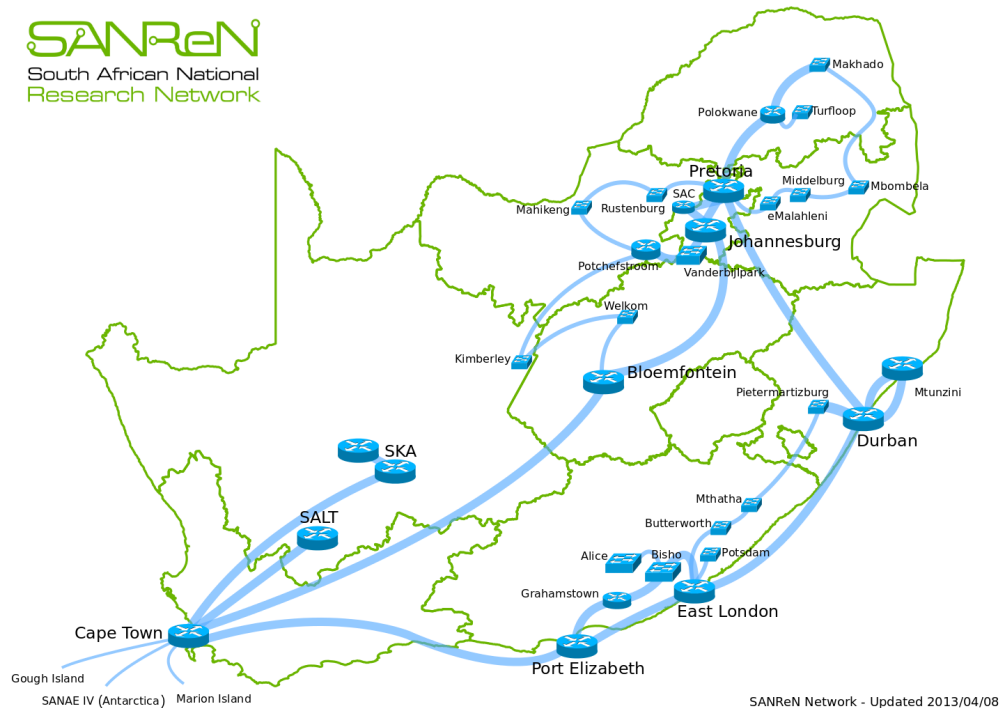 SANReN
South African National
Research Network
Makhado
Polokwane
Turfloop
Pretoria
SAC
Middelburg
Mbombela
Mahikeng
Rustenburg
eMalahleni
Johannesburg
Potchefstroom
Vanderbijlpark
Welkom
Kimberley
Bloemfontein
Pietermartizburg
Mtunzini
Durban
SKA
Mthatha
SALT
Butterworth
Alice
Bisho
Potsdam
Grahamstown
East London
Cape Town
Port Elizabeth
Gough Island
SANAE IV (Antarctica)
Marion Island
SANReN Network - Updated 2013/04/08